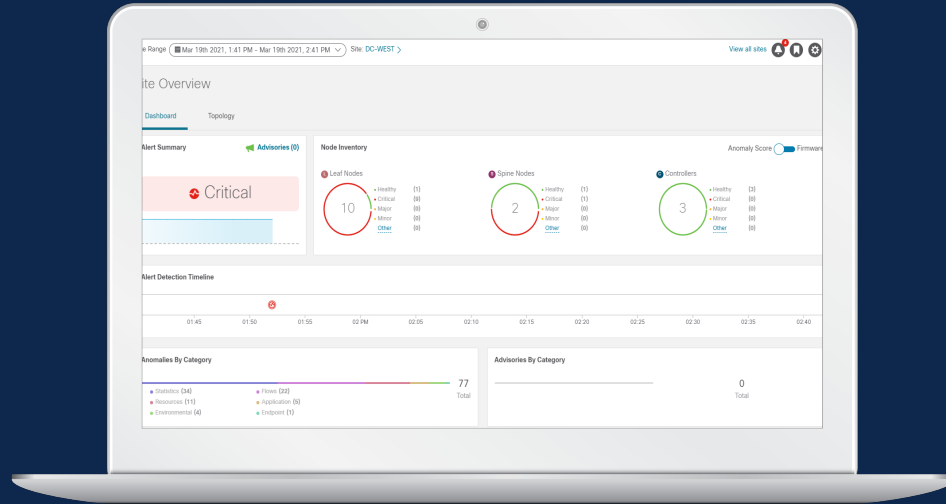 e Range Mar 19th 2021, 1:41 PM - Mar 19th 2021, 2:41 PM Site: DC-WEST > View all sites
ite Overview
Dashboard Topology
Alert Summary Advisories (0)
Critical
Node Inventory Anomaly Score Firmware
L Leaf Nodes
10
Healthy (1)
Critical (9)
Major (0)
Minor (0)
Other (0)
S Spine Nodes
2
Healthy (1)
Critical (1)
Major (0)
Minor (0)
Other (0)
C Controllers
3
Healthy (3)
Critical (0)
Major (0)
Minor (0)
Other (0)
Alert Detection Timeline
01:45 01:50 01:55 02 PM 02:05 02:10 02:15 02:20 02:25 02:30 02:35 02:40
Anomalies By Category
77
Total
Statistics (34) Flows (22)
Resources (11) Application (5)
Environmental (4) Endpoint (1)
Advisories By Category
0
Total